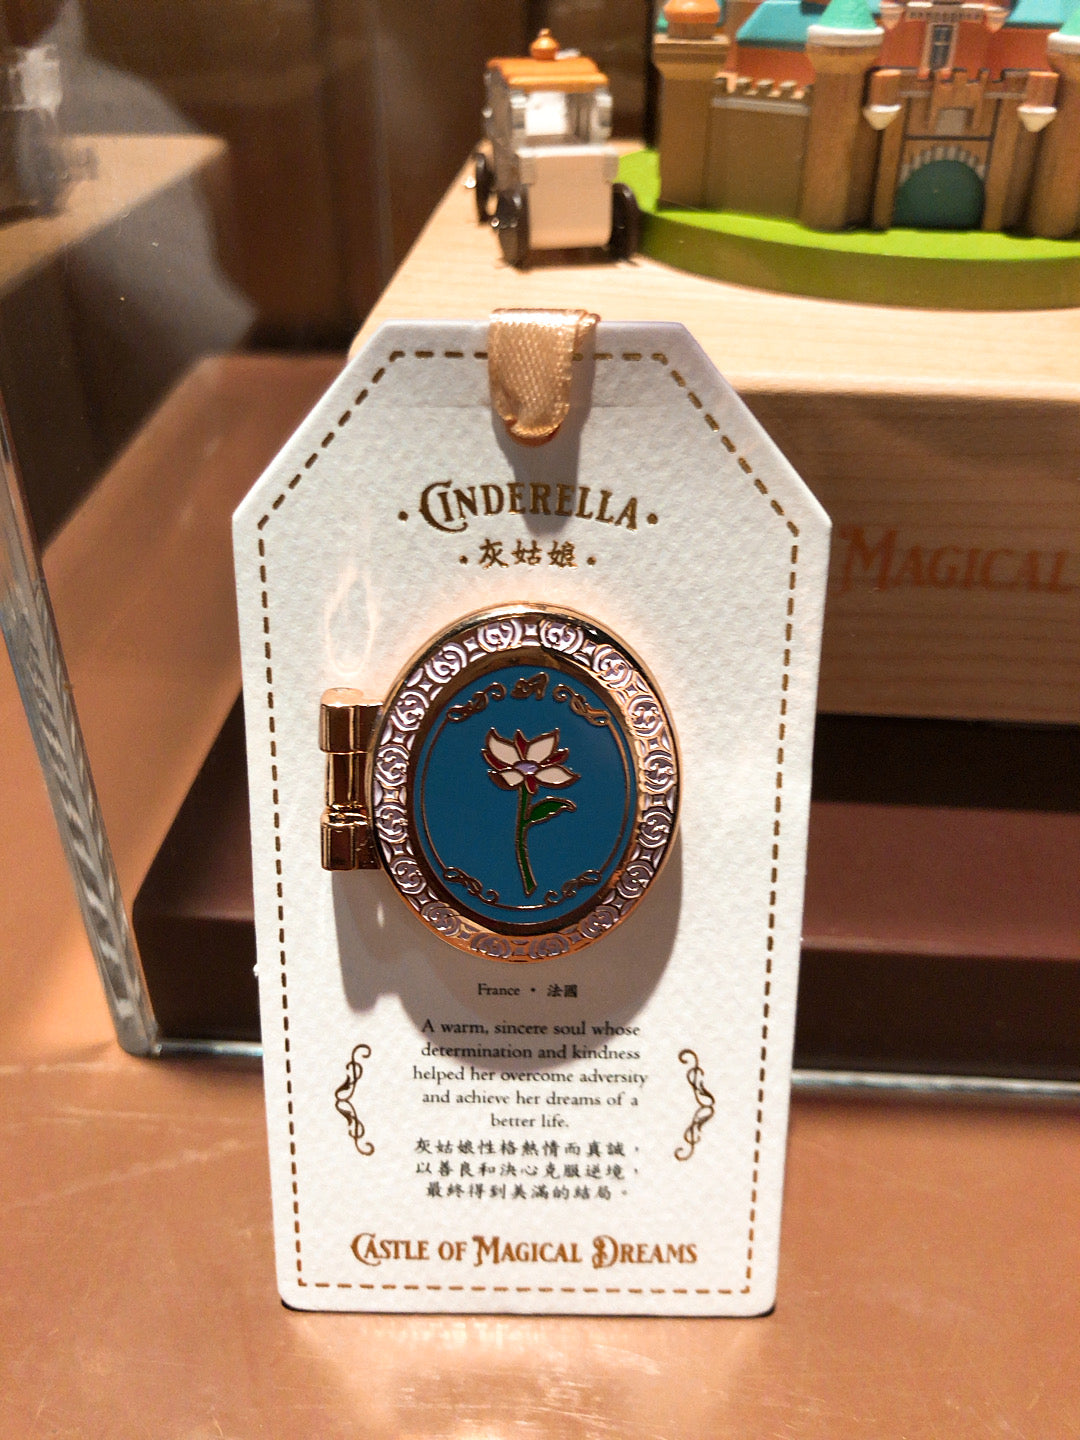 CINDERELLA
灰姑娘
MAGICAL
France • 法國
A warm, sincere soul whose
determination and kindness
helped her overcome adversity
and achieve her dreams of a
better life.
灰姑娘性格熱情而真誠，
以善良和決心克服逆境，
最終得到美滿的結局。
CASTLE OF MAGICAL DREAMS